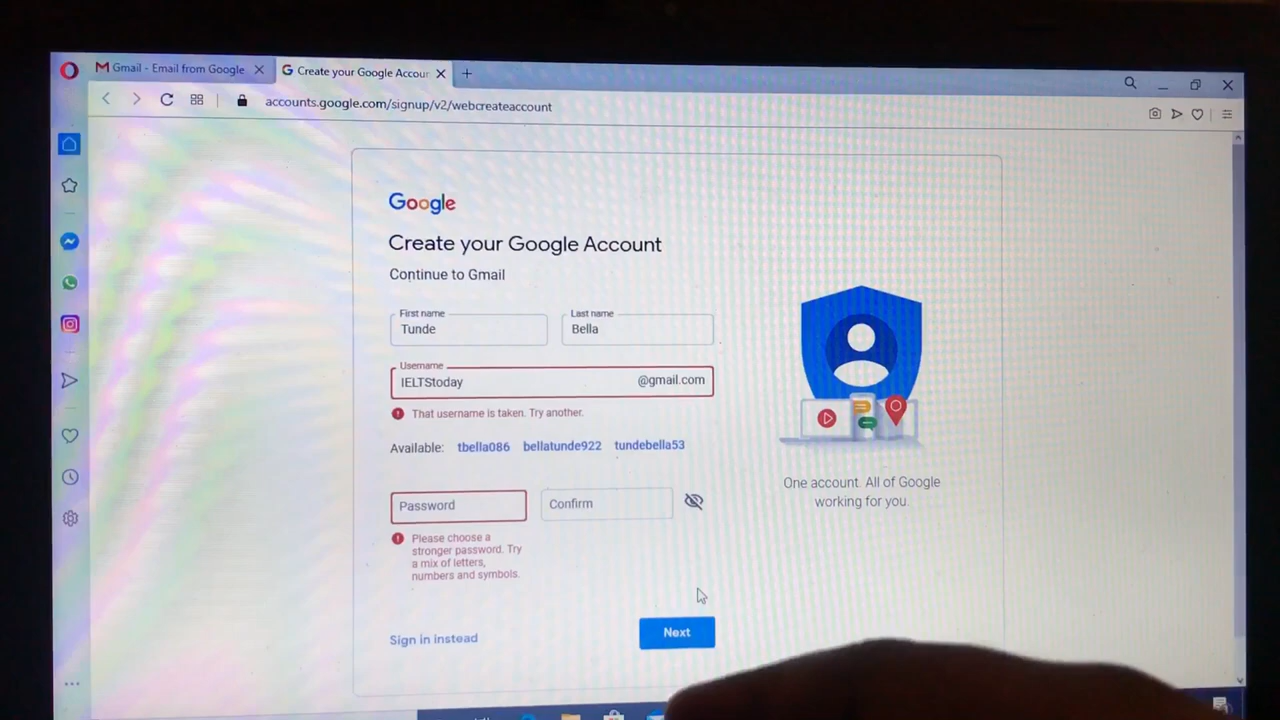 Gmail - Email from Google
Create your Google Accour
accounts.google.com/signup/v2/webcreateaccount
Google
Create your Google Account
Continue to Gmail
First name
Last name
Tunde
Bella
Username
IELTStoday @gmail.com
That username is taken. Try another.
Available: tbella086 bellatunde922 tundebella53
Password
Confirm
Please choose a
stronger password. Try
a mix of letters,
numbers and symbols.
Sign in instead
Next
One account. All of Google
working for you.